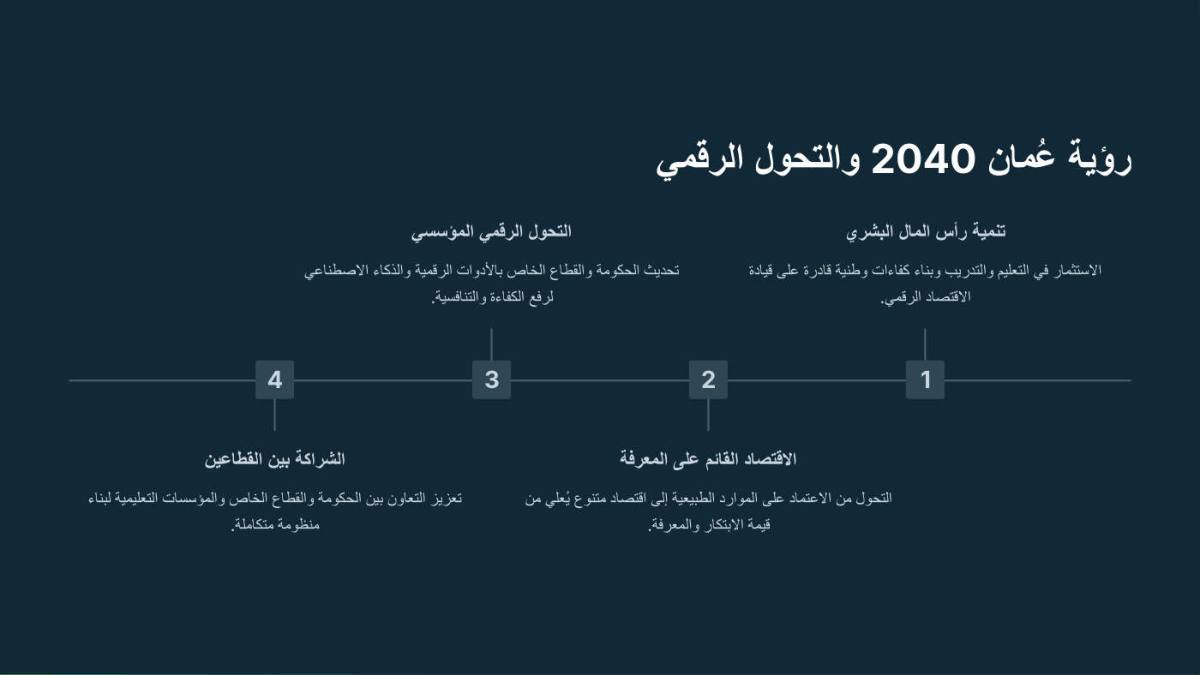 رؤية عُمان 2040 والتحول الرقمي
تنمية رأس المال البشري
الاستثمار في التعليم والتدريب وبناء كفاءات وطنية قادرة على قيادة
الاقتصاد الرقمي.
1
2
الاقتصاد القائم على المعرفة
التحول من الاعتماد على الموارد الطبيعية إلى اقتصاد متنوع يُعلي من
قيمة الابتكار والمعرفة.
التحول الرقمي المؤسسي
تحديث الحكومة والقطاع الخاص بالأدوات الرقمية والذكاء الاصطناعي
لرفع الكفاءة والتنافسية.
3
4
الشراكة بين القطاعين
تعزيز التعاون بين الحكومة والقطاع الخاص والمؤسسات التعليمية لبناء
منظومة متكاملة.